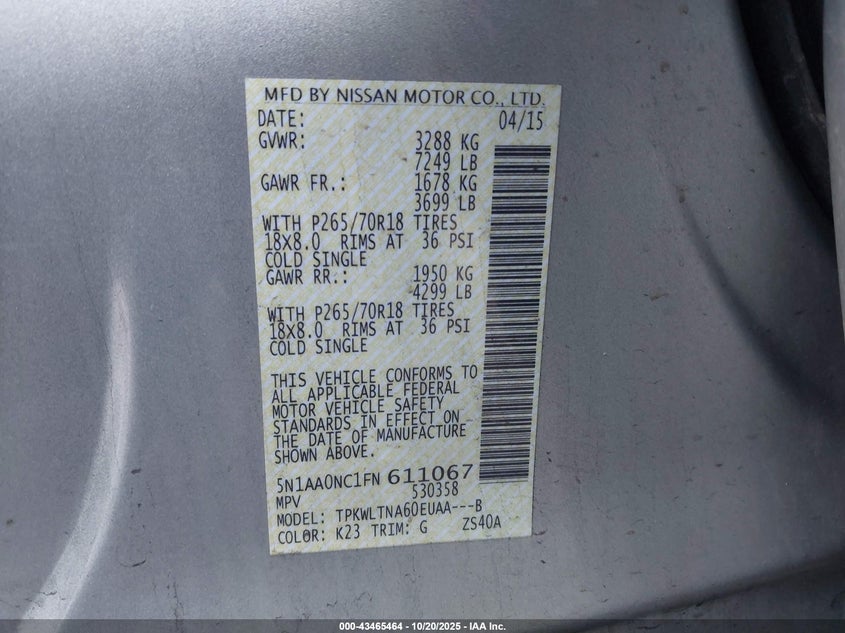 MFD BY NISSAN MOTOR CO., LTD.
DATE: 04/15
GVWR: 3288 KG
7249 LB
GAWR FR.: 1678 KG
3699 LB
WITH P265/70R18 TIRES
18X8.0 RIMS AT 36 PSI
COLD SINGLE
GAWR RR.: 1950 KG
4299 LB
WITH P265/70R18 TIRES
18X8.0 RIMS AT 36 PSI
COLD SINGLE
THIS VEHICLE CONFORMS TO
ALL APPLICABLE FEDERAL
MOTOR VEHICLE SAFETY
STANDARDS IN EFFECT ON
THE DATE OF MANUFACTURE
SHOWN ABOVE.
5N1AA0NC1FN 611067
530358
MPV
MODEL: TPKWLTNA60EUAA---B
COLOR: K23 TRIM: G ZS40A
000-43465464 - 10/20/2025 - IAA Inc.